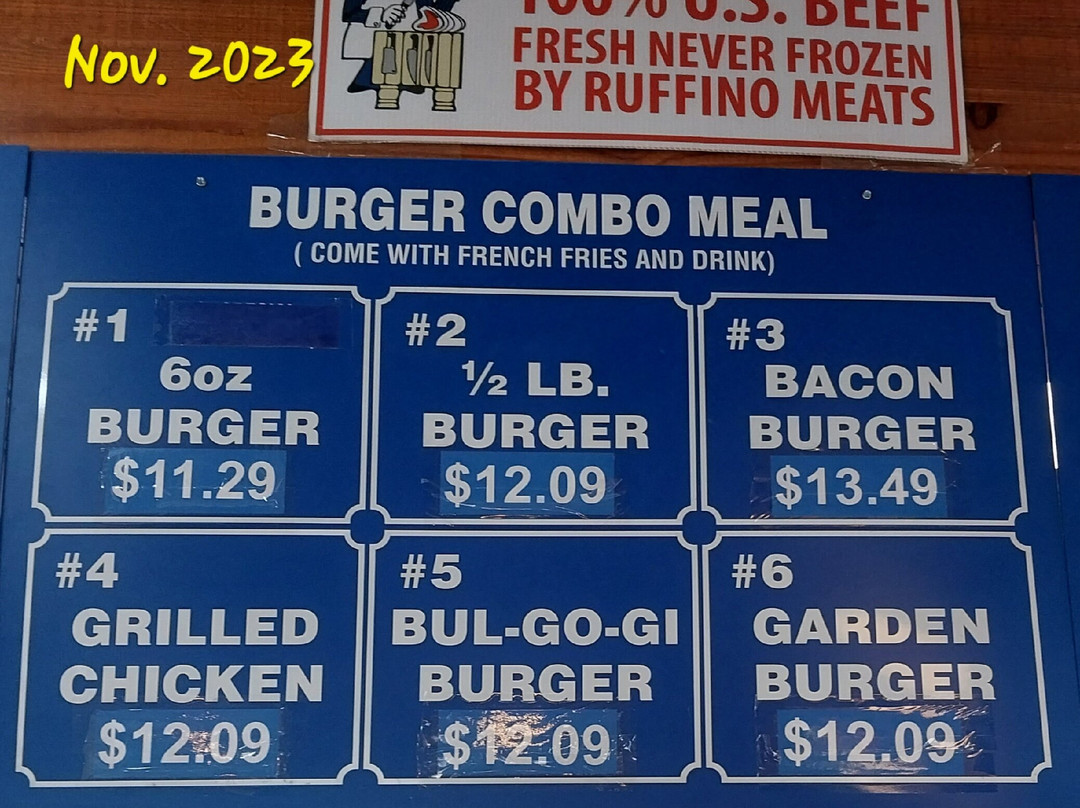 Nov. 2023
100% U.S. BEEF
FRESH NEVER FROZEN
BY RUFFINO MEATS
BURGER COMBO MEAL
( COME WITH FRENCH FRIES AND DRINK)
#1
6oz
BURGER
$11.29
#2
½ LB.
BURGER
$12.09
#3
BACON
BURGER
$13.49
#4
GRILLED
CHICKEN
$12.09
#5
BUL-GO-GI
BURGER
$12.09
#6
GARDEN
BURGER
$12.09